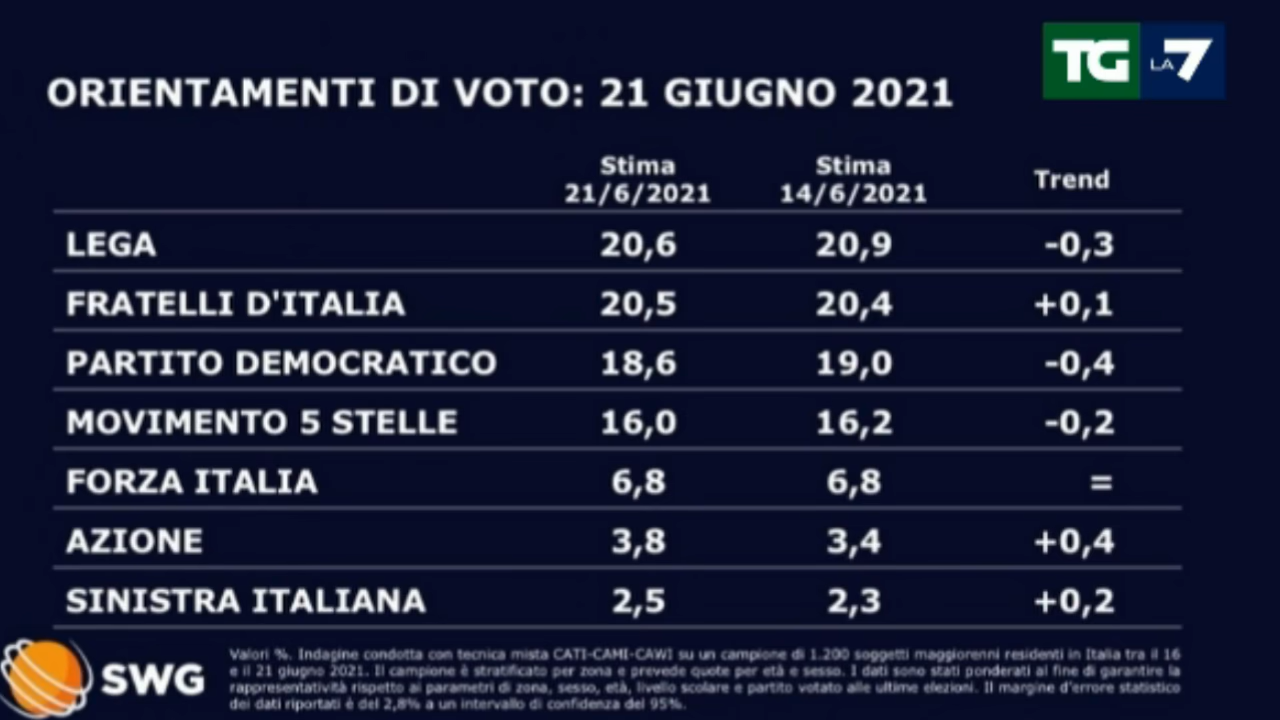 TG LA7
ORIENTAMENTI DI VOTO: 21 GIUGNO 2021
Stima Stima
21/6/2021 14/6/2021 Trend
LEGA 20,6 20,9 -0,3
FRATELLI D'ITALIA 20,5 20,4 +0,1
PARTITO DEMOCRATICO 18,6 19,0 -0,4
MOVIMENTO 5 STELLE 16,0 16,2 -0,2
FORZA ITALIA 6,8 6,8 =
AZIONE 3,8 3,4 +0,4
SINISTRA ITALIANA 2,5 2,3 +0,2
SWG
Valori %. Indagine condotta con tecnica mista CATI-CAMI-CAWI su un campione di 1.200 soggetti maggiorenni residenti in Italia tra il 16
e il 21 giugno 2021. Il campione è stratificato per zona e prevede quote per età e sesso. I dati sono stati ponderati al fine di garantire la
rappresentatività rispetto ai parametri di zona, sesso, età, livello scolare e partito votato alle ultime elezioni. Il margine d'errore statistico
dei dati riportati è del 2,8% a un intervallo di confidenza del 95%.